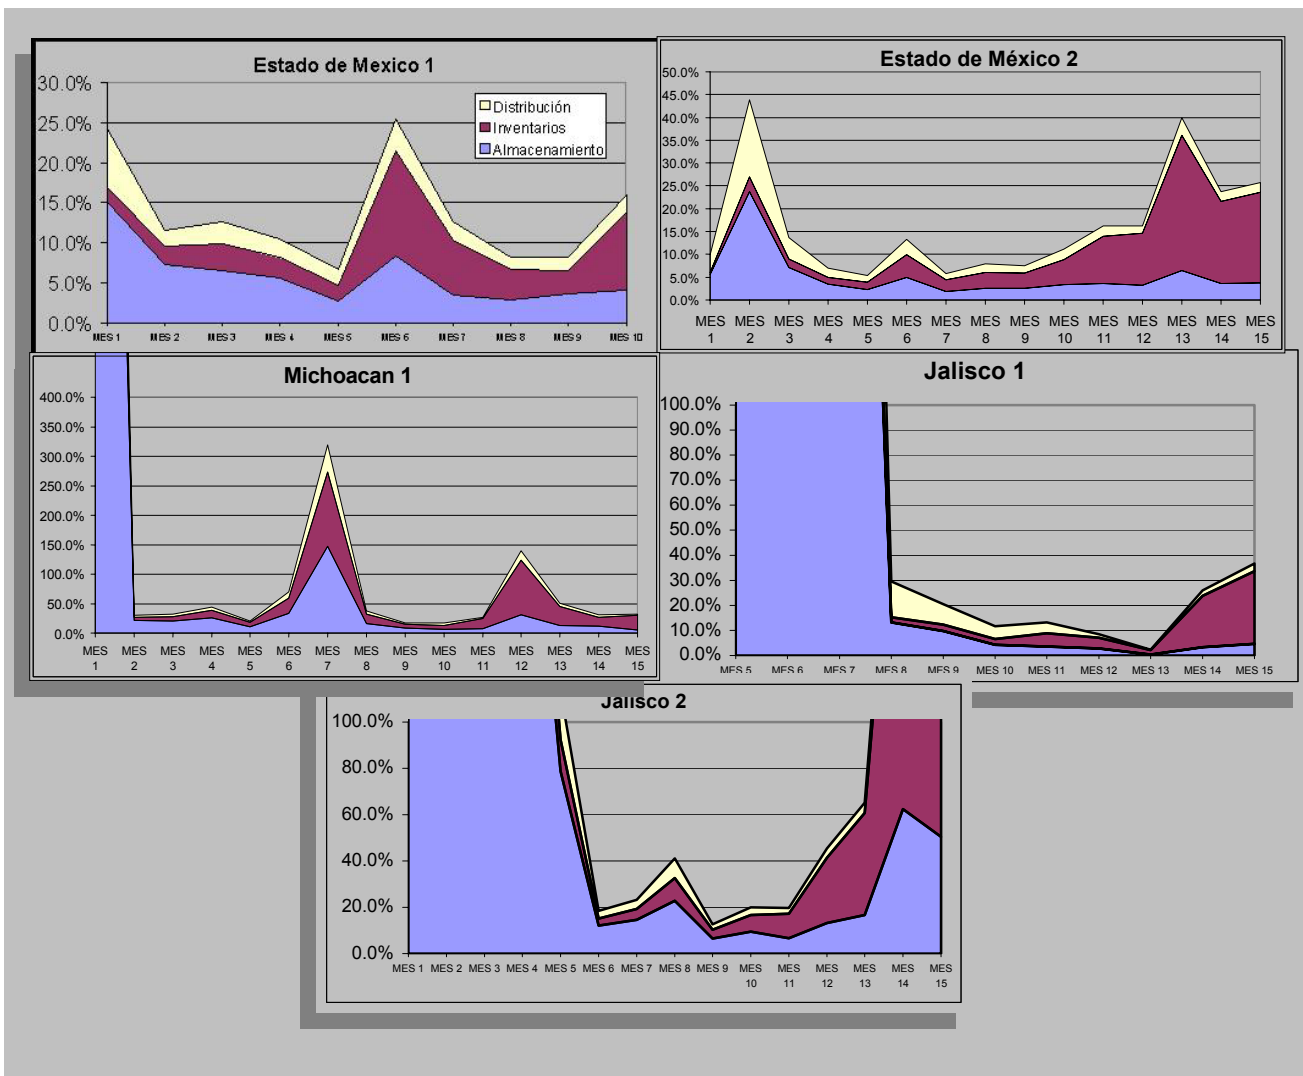 Estado de Mexico 1
30.0%
25.0%
20.0%
15.0%
10.0%
5.0%
0.0%
Distribución
Inventarios
Almacenamiento
MES 1 MES 2 MES 3 MES 4 MES 5 MES 6 MES 7 MES 8 MES 9 MES 10
Estado de México 2
50.0%
45.0%
40.0%
35.0%
30.0%
25.0%
20.0%
15.0%
10.0%
5.0%
0.0%
MES MES MES MES MES MES MES MES MES MES MES MES MES MES MES
1 2 3 4 5 6 7 8 9 10 11 12 13 14 15
Michoacan 1
400.0%
350.0%
300.0%
250.0%
200.0%
150.0%
100.0%
50.0%
0.0%
MES MES MES MES MES MES MES MES MES MES MES MES MES MES MES
1 2 3 4 5 6 7 8 9 10 11 12 13 14 15
Jalisco 1
100.0%
90.0%
80.0%
70.0%
60.0%
50.0%
40.0%
30.0%
20.0%
10.0%
0.0%
MES 5 MES 6 MES 7 MES 8 MES 9 MES 10 MES 11 MES 12 MES 13 MES 14 MES 15
Jalisco 2
100.0%
80.0%
60.0%
40.0%
20.0%
0.0%
MES 1 MES 2 MES 3 MES 4 MES 5 MES 6 MES 7 MES 8 MES 9 MES MES MES MES MES MES
10 11 12 13 14 15